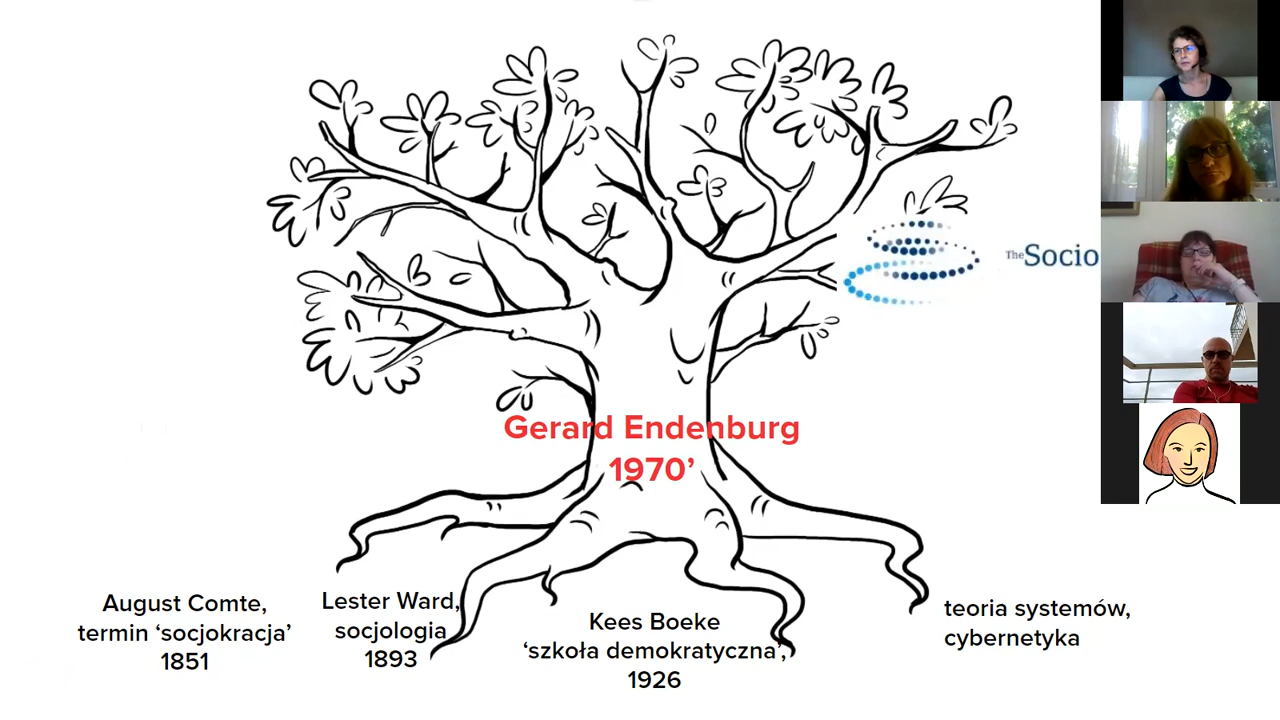 The Socio
Gerard Endenburg
1970’
August Comte,
termin ‘socjokracja’
1851
Lester Ward,
socjologia
1893
Kees Boeke
‘szkoła demokratyczna’,
1926
teoria systemów,
cybernetyka